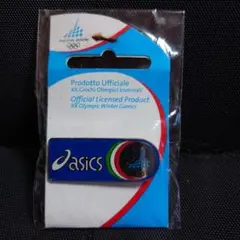 Prodotto Ufficiale
XX Giochi Olimpici Invernali
Official Licensed Product
XX Olympic Winter Games
asics